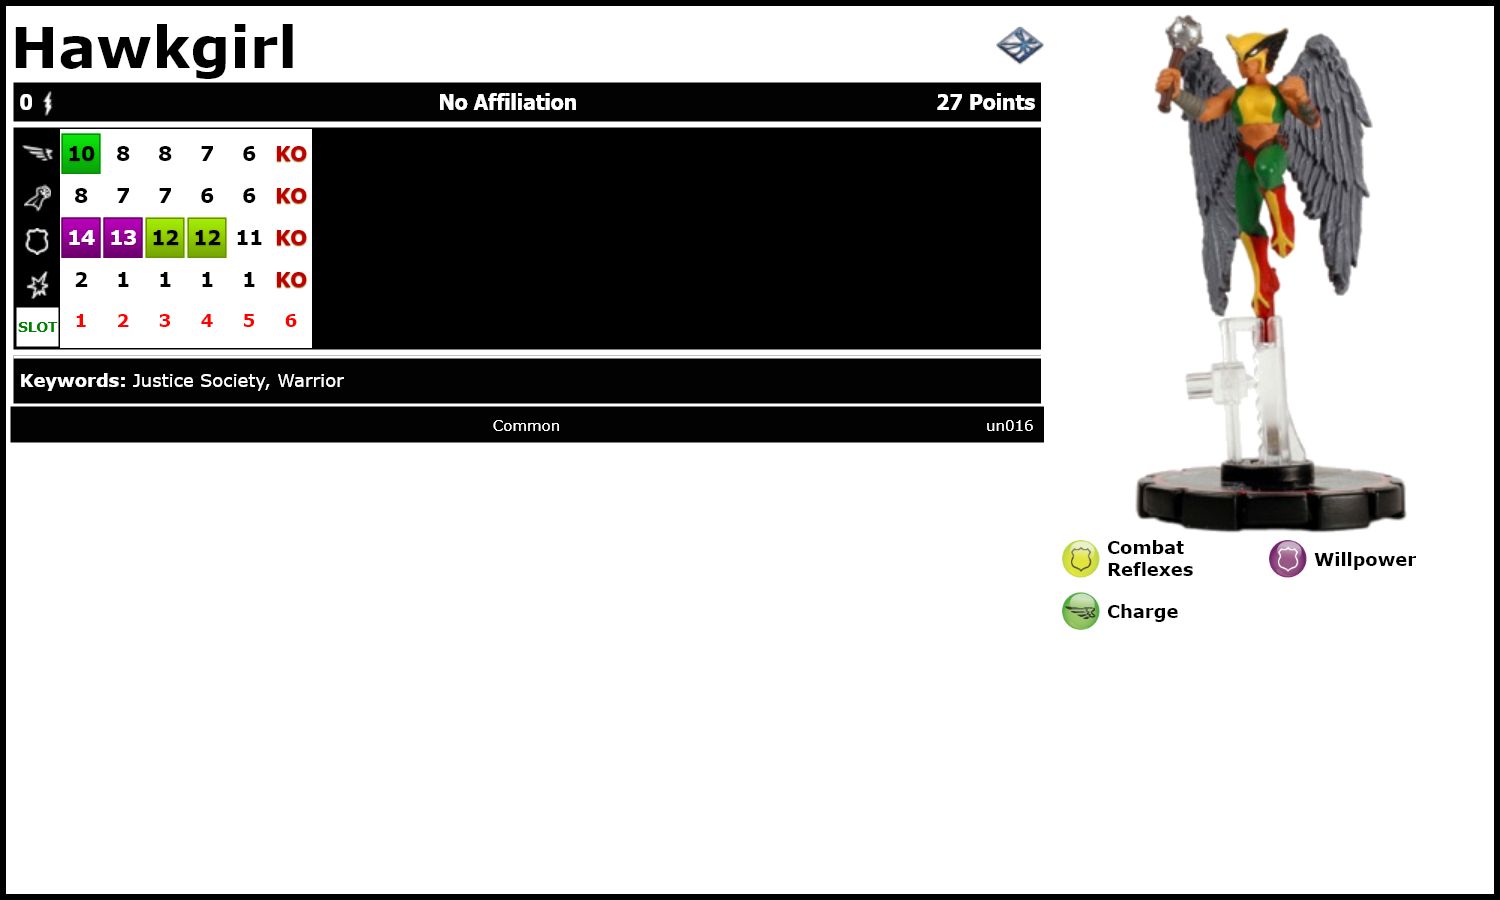 Hawkgirl
0 No Affiliation 27 Points
10 8 8 7 6 KO
8 7 7 6 6 KO
14 13 12 12 11 KO
2 1 1 1 1 KO
SLOT 1 2 3 4 5 6
Keywords: Justice Society, Warrior
Common un016
Combat
Reflexes
Willpower
Charge